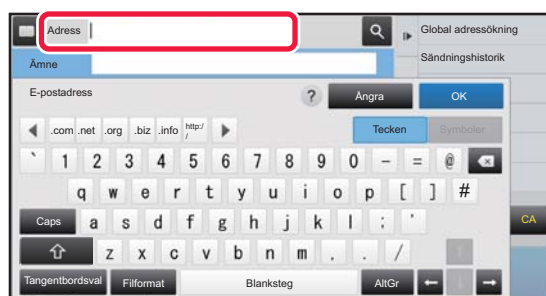 Adress
Global adressökning
Ämne
Sändningshistorik
E-postadress ? Ångra OK
.com .net .org .biz .info http:// Tecken Symboler
` 1 2 3 4 5 6 7 8 9 0 - = @
q w e r t y u i o p [ ] #
Caps a s d f g h j k l ; '
CA
z x c v b n m , . /
Tangentbordsval Filformat Blanksteg AltGr